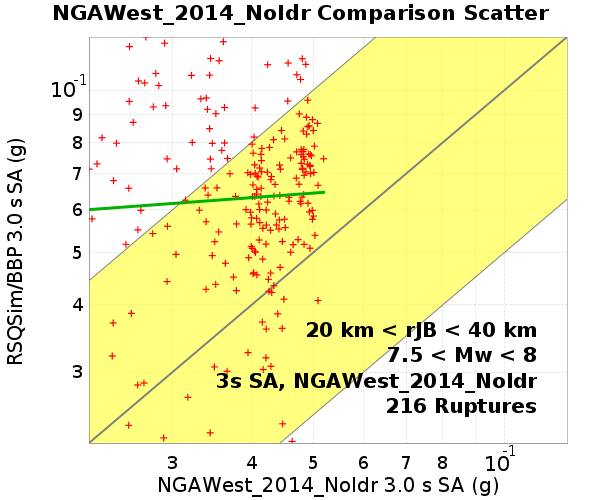 NGAWest_2014_NoIdr Comparison Scatter
RSQSim/BBP 3.0 s SA (g)
10⁻¹
9
8
7
6
5
4
3
20 km < rJB < 40 km
7.5 < Mw < 8
3s SA, NGAWest_2014_NoIdr
216 Ruptures
3 4 5 6 7 8 10⁻¹
NGAWest_2014_NoIdr 3.0 s SA (g)